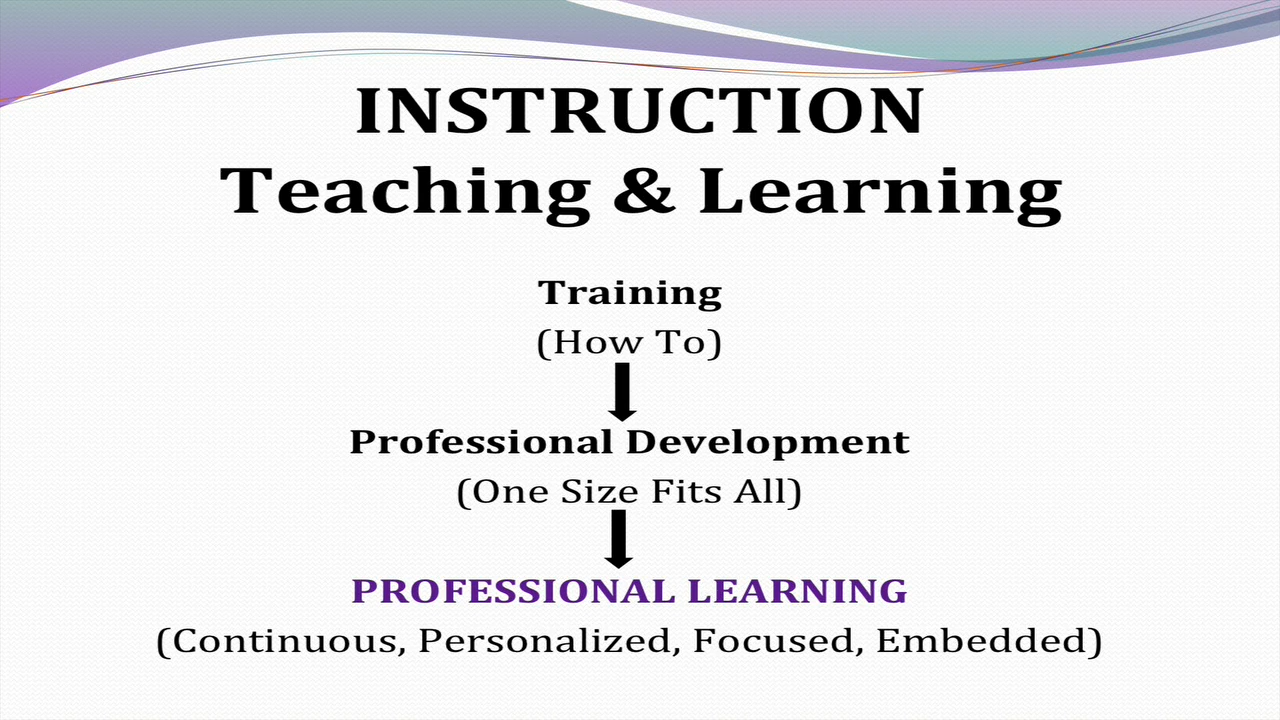 INSTRUCTION
Teaching & Learning
Training
(How To)
Professional Development
(One Size Fits All)
PROFESSIONAL LEARNING
(Continuous, Personalized, Focused, Embedded)